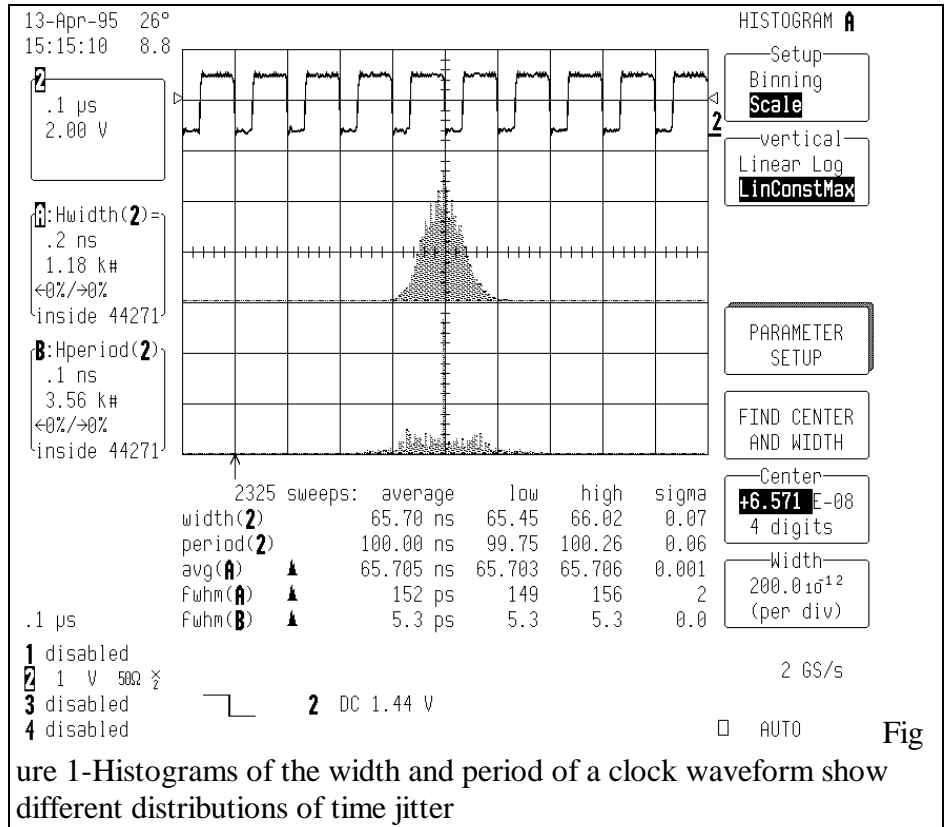 13-Apr-95 26°
15:15:10 8.8
2
.1 µs
2.00 V
A:Hwidth(2)=
.2 ns
1.18 k#
←0%/→0%
inside 44271
B:Hperiod(2)
.1 ns
3.56 k#
←0%/→0%
inside 44271
2
HISTOGRAM A
Setup
Binning
Scale
vertical
Linear Log
LinConstMax
PARAMETER
SETUP
FIND CENTER
AND WIDTH
Center
+6.571 E-08
4 digits
Width
200.0 10⁻¹²
(per div)
2325 sweeps: average low high sigma
width(2) 65.70 ns 65.45 66.02 0.07
period(2) 100.00 ns 99.75 100.26 0.06
avg(A) 65.705 ns 65.703 65.706 0.001
fwhm(A) 152 ps 149 156 2
fwhm(B) 5.3 ps 5.3 5.3 0.0
.1 µs
1 disabled
2 1 V 50Ω ×2
3 disabled
4 disabled
2 DC 1.44 V
2 GS/s
AUTO
Fig
ure 1-Histograms of the width and period of a clock waveform show
different distributions of time jitter